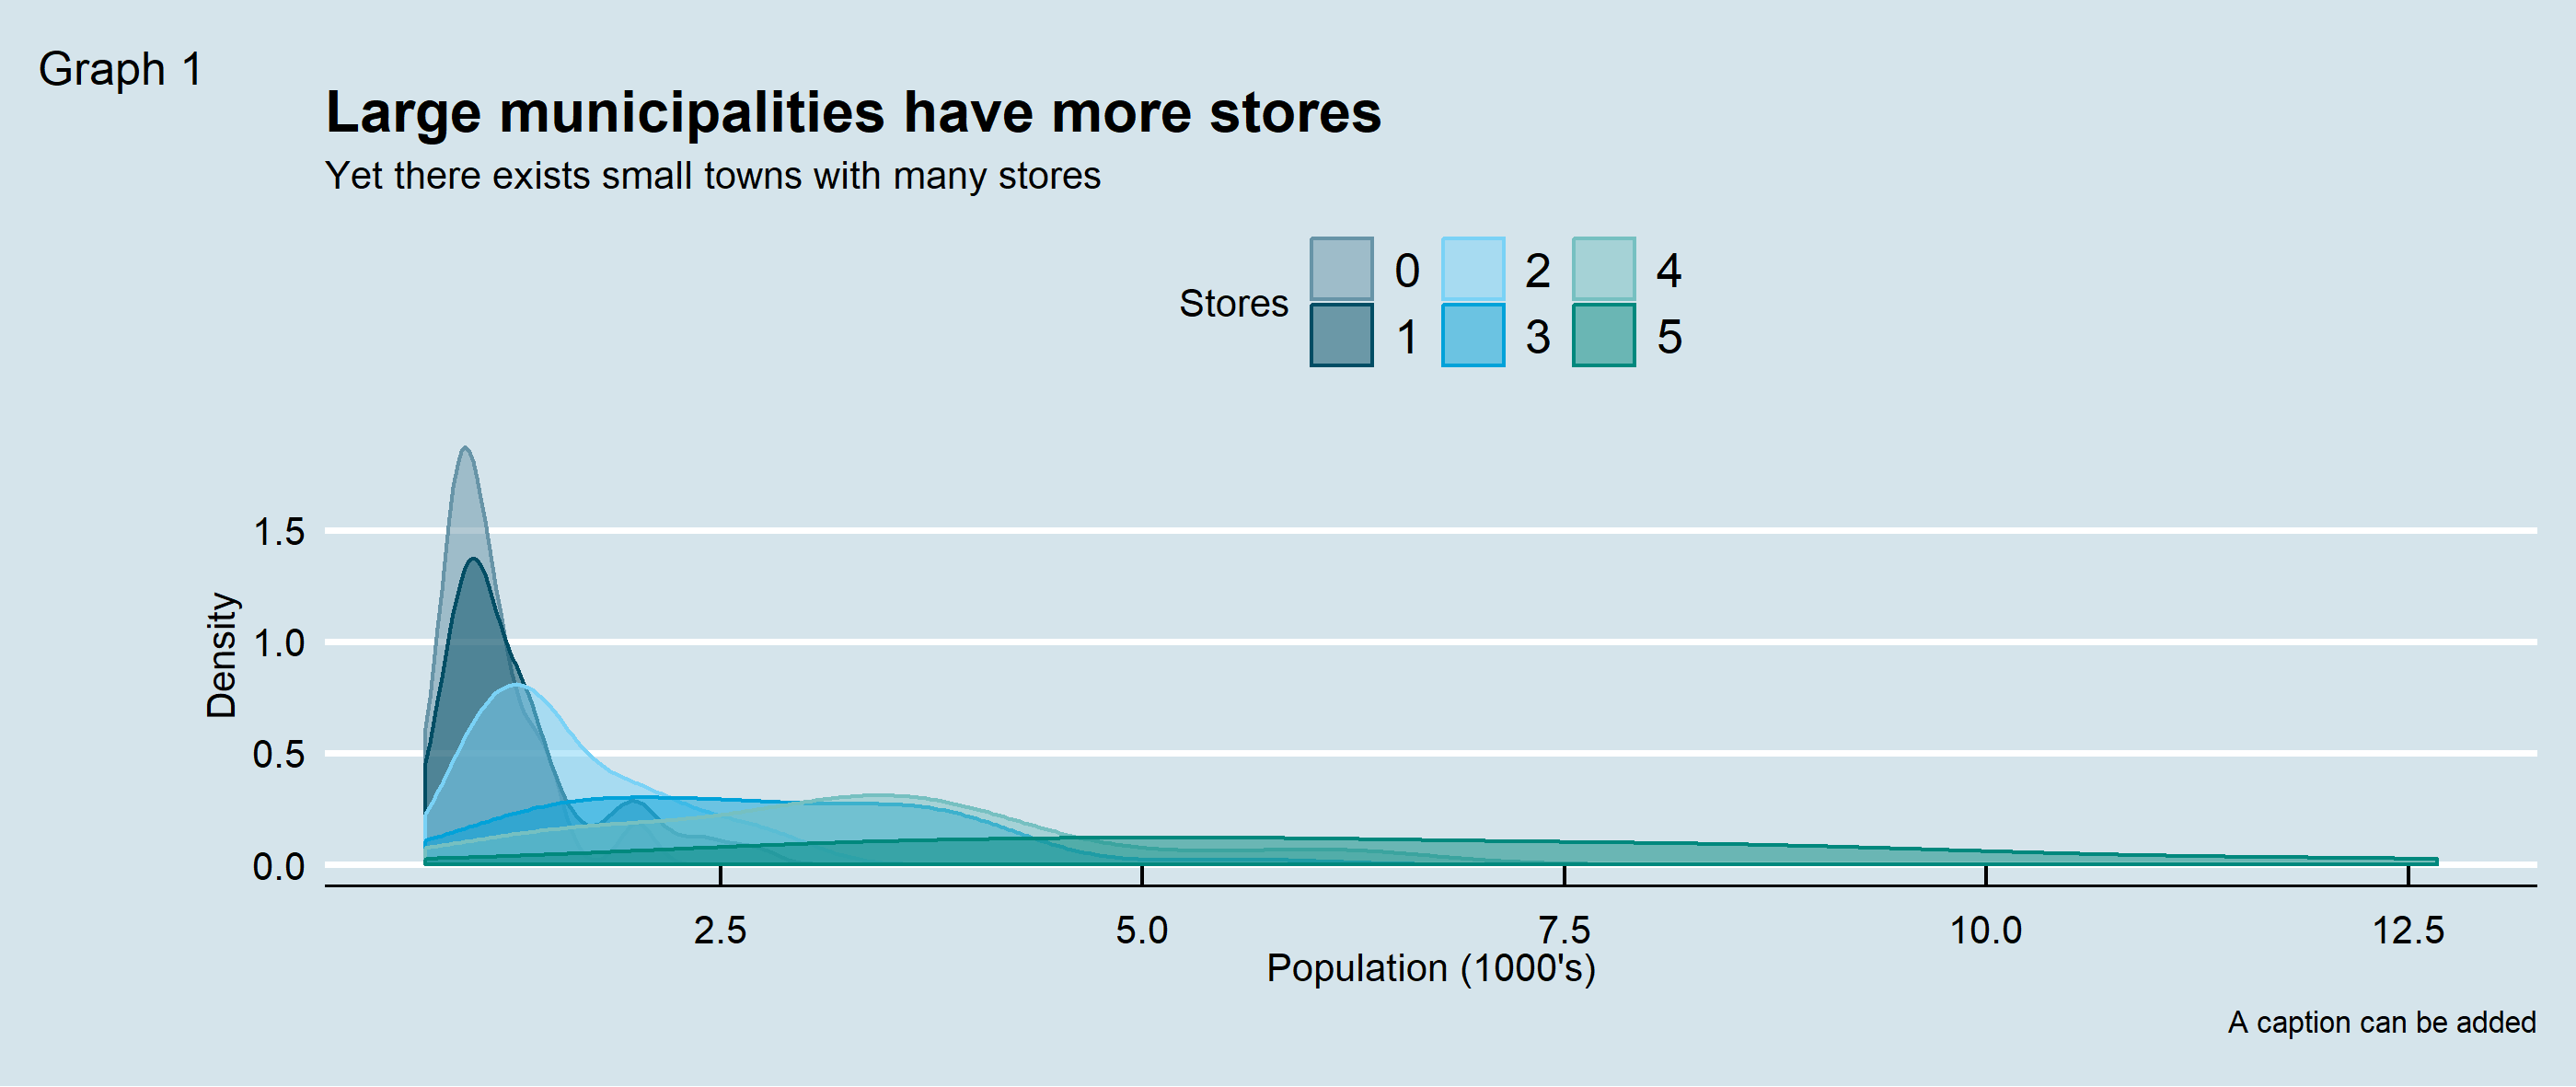 Graph 1
Large municipalities have more stores
Yet there exists small towns with many stores
Stores
0 2 4
1 3 5
1.5
1.0
0.5
0.0
Density
2.5 5.0 7.5 10.0 12.5
Population (1000's)
A caption can be added